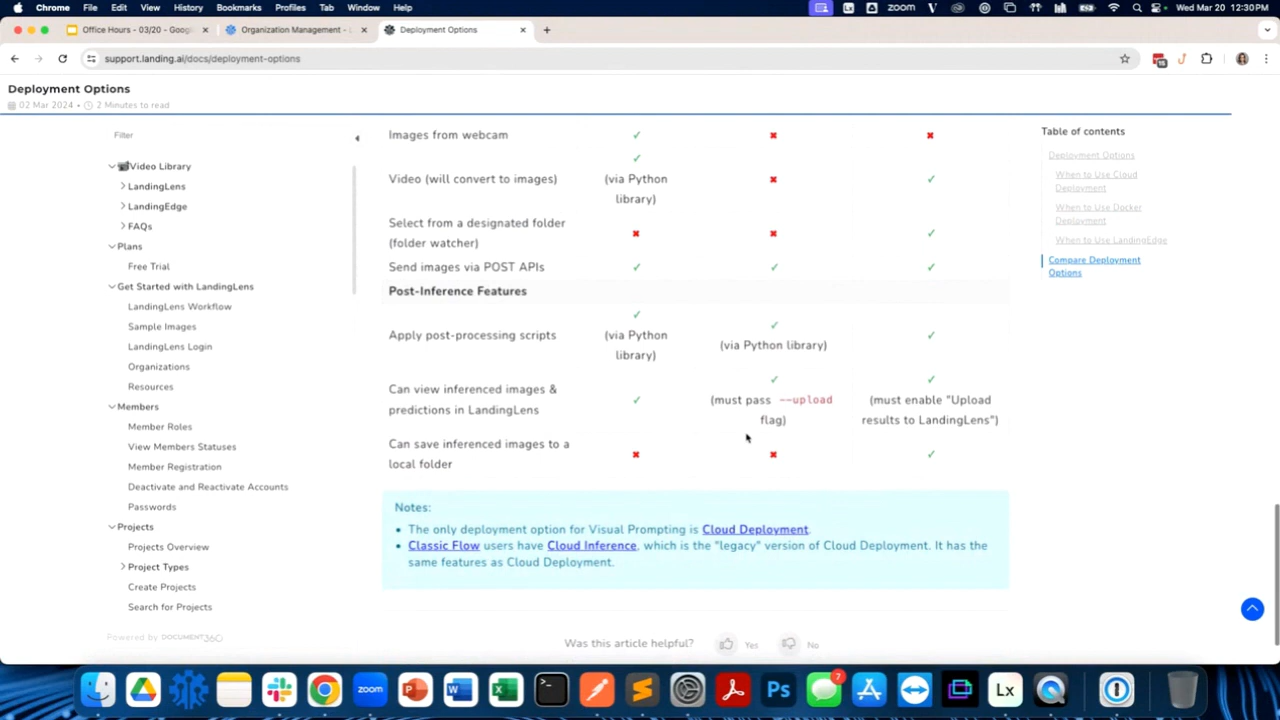 Chrome File Edit View History Bookmarks Profiles Tab Window Help zoom Wed Mar 20 12:30PM
Office Hours - 03/20 - Goog Organization Management - Deployment Options
support.landing.ai/docs/deployment-options 15
Deployment Options
02 Mar 2024 • 2 Minutes to read
Filter
Video Library
LandingLens
LandingEdge
FAQs
Plans
Free Trial
Get Started with LandingLens
LandingLens Workflow
Sample Images
LandingLens Login
Organizations
Resources
Members
Member Roles
View Members Statuses
Member Registration
Deactivate and Reactivate Accounts
Passwords
Projects
Projects Overview
Project Types
Create Projects
Search for Projects
Powered by DOCUMENT360
Images from webcam
Video (will convert to images) (via Python library)
Select from a designated folder
(folder watcher)
Send images via POST APIs
Post-Inference Features
Apply post-processing scripts (via Python library) (via Python library)
Can view inferenced images &
predictions in LandingLens
(must pass --upload
flag)
(must enable "Upload
results to LandingLens")
Can save inferenced images to a
local folder
Notes:
• The only deployment option for Visual Prompting is Cloud Deployment.
• Classic Flow users have Cloud Inference, which is the "legacy" version of Cloud Deployment. It has the
same features as Cloud Deployment.
Was this article helpful? Yes No
Table of contents
Deployment Options
When to Use Cloud
Deployment
When to Use Docker
Deployment
When to Use LandingEdge
Compare Deployment
Options
zoom Ps 7 Lx